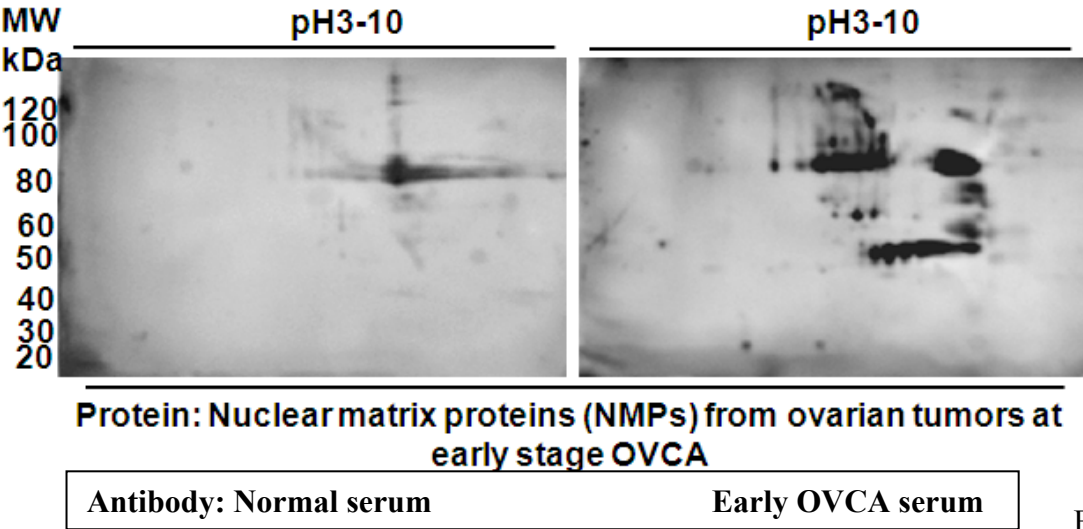 MW pH3-10 pH3-10
kDa
120
100
80
60
50
40
30
20
Protein: Nuclear matrix proteins (NMPs) from ovarian tumors at
early stage OVCA
Antibody: Normal serum Early OVCA serum